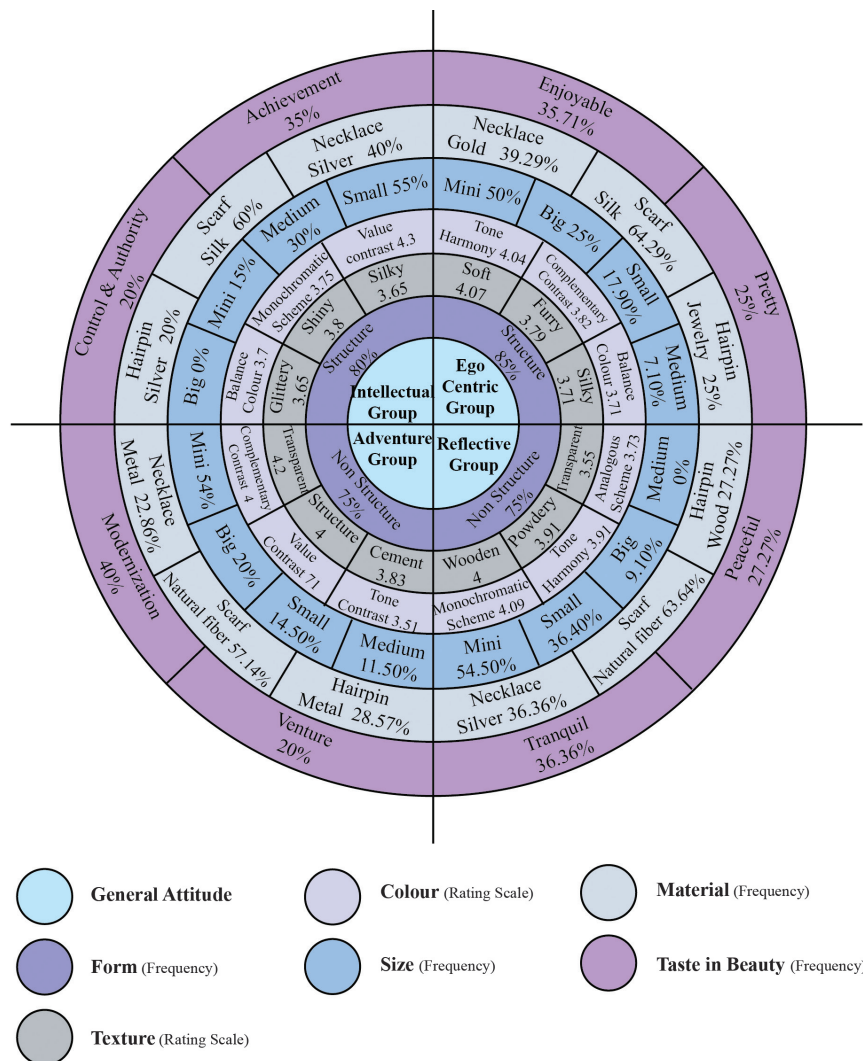 Achievement
35%
Enjoyable
35.71%
Control & Authority
20%
Pretty
25%
Modernization
40%
Peaceful
27.27%
Venture
20%
Tranquil
36.36%
Necklace
Silver 40%
Scarf
Silk 60%
Hairpin
Silver 20%
Necklace
Gold 39.29%
Scarf
Silk 64.29%
Hairpin
Jewelry 25%
Necklace
Metal 22.86%
Scarf
Natural fiber 57.14%
Hairpin
Metal 28.57%
Hairpin
Wood 27.27%
Scarf
Natural fiber 63.64%
Necklace
Silver 36.36%
Small 55%
Medium
30%
Mini 15%
Big 0%
Mini 50%
Big 25%
Small
17.90%
Medium
7.10%
Mini 54%
Big 20%
Small
14.50%
Medium
11.50%
Medium
0%
Big
9.10%
Small
36.40%
Mini
54.50%
Value
contrast 4.3
Monochromatic
Scheme 3.75
Balance
Colour 3.7
Tone
Harmony 4.04
Complementary
Contrast 3.82
Balance
Colour 3.71
Complementary
Contrast 4
Value
Contrast 71
Tone
Contrast 3.51
Analogous
Scheme 3.73
Tone
Harmony 3.91
Monochromatic
Scheme 4.09
Silky
3.65
Shiny
3.8
Glittery
3.65
Soft
4.07
Furry
3.79
Silky
3.71
Transparent
4.2
Structure
4
Cement
3.83
Transparent
3.55
Powdery
3.91
Wooden
4
Structure
80%
Structure
85%
Non Structure
75%
Non Structure
75%
Intellectual
Group
Ego
Centric
Group
Adventure
Group
Reflective
Group
General Attitude
Colour (Rating Scale)
Material (Frequency)
Form (Frequency)
Size (Frequency)
Taste in Beauty (Frequency)
Texture (Rating Scale)